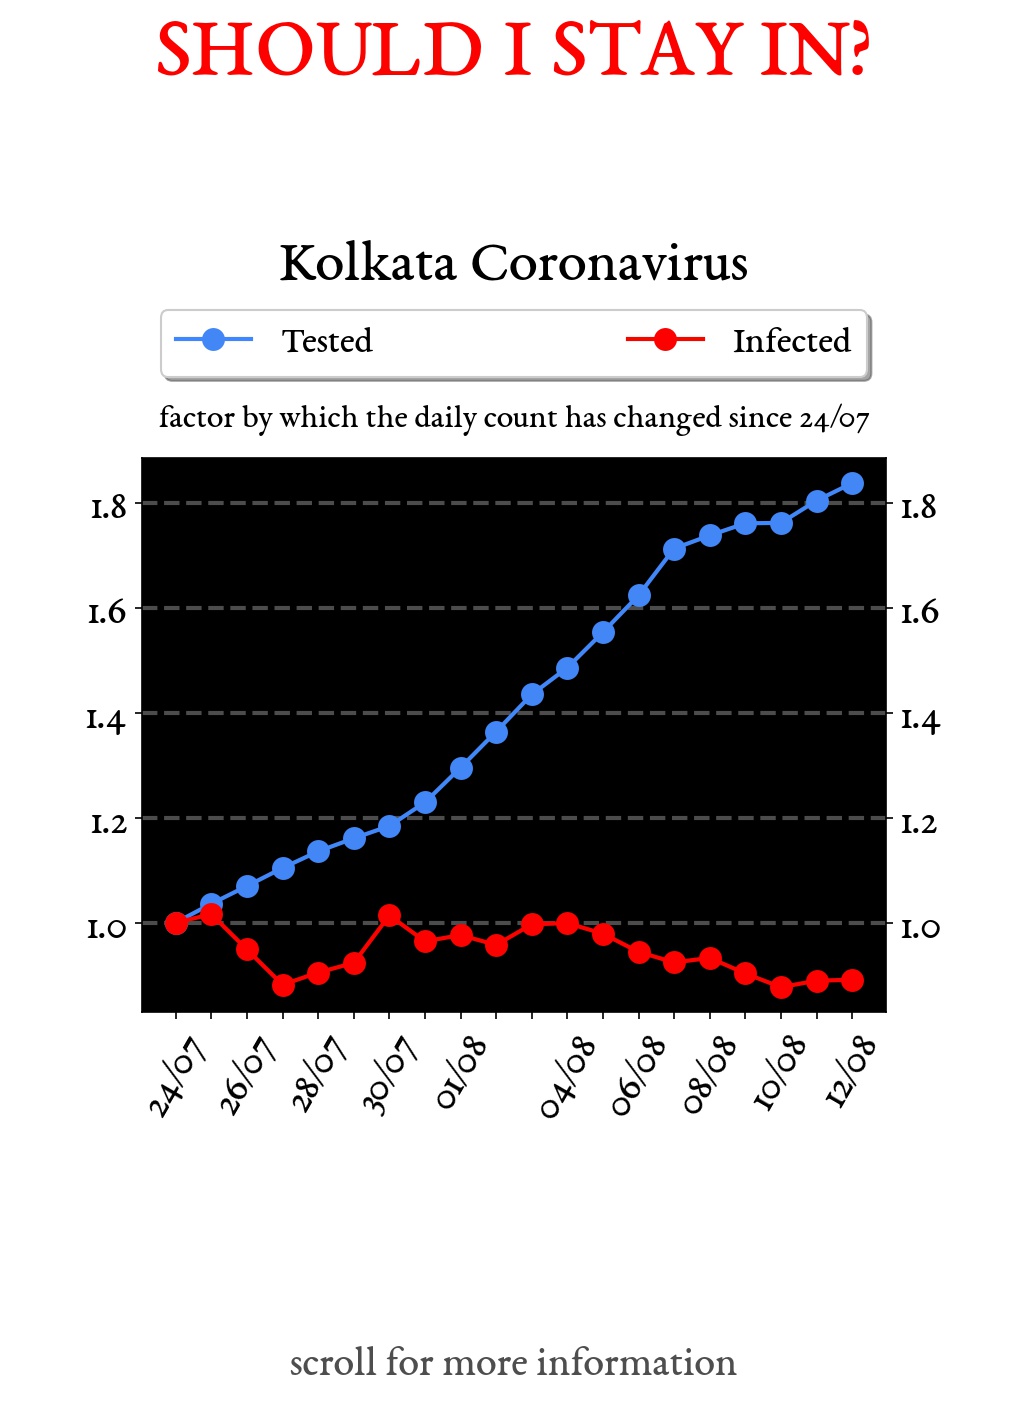 SHOULD I STAY IN?
Kolkata Coronavirus
Tested Infected
factor by which the daily count has changed since 24/07
1.8 1.8
1.6 1.6
1.4 1.4
1.2 1.2
1.0 1.0
24/07 26/07 28/07 30/07 01/08 04/08 06/08 08/08 10/08 12/08
scroll for more information